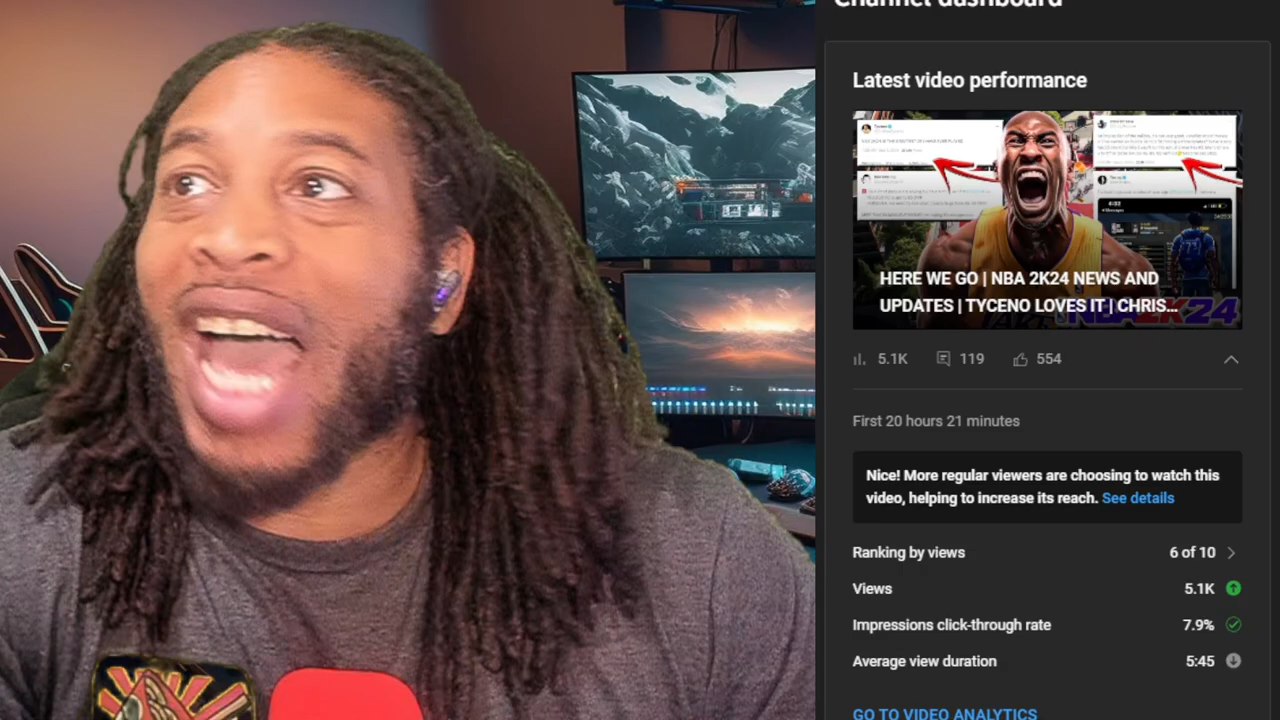 Channel dashboard
Latest video performance
4:32
HERE WE GO | NBA 2K24 NEWS AND
UPDATES | TYCENO LOVES IT | CHRIS...
5.1K 119 554
First 20 hours 21 minutes
Nice! More regular viewers are choosing to watch this
video, helping to increase its reach. See details
Ranking by views 6 of 10
Views 5.1K
Impressions click-through rate 7.9%
Average view duration 5:45
GO TO VIDEO ANALYTICS